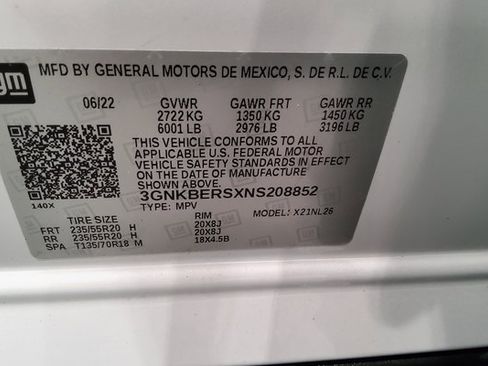 gm
MFD BY GENERAL MOTORS DE MEXICO, S. DE R.L. DE C.V.
06/22 GVWR GAWR FRT GAWR RR
2722 KG 1350 KG 1450 KG
6001 LB 2976 LB 3196 LB
THIS VEHICLE CONFORMS TO ALL
APPLICABLE U.S. FEDERAL MOTOR
VEHICLE SAFETY STANDARDS IN EFFECT
ON THE DATE OF MANUFACTURE
SHOWN ABOVE.
3GNKBERSXNS208852
140X TYPE: MPV MODEL: X21NL26
TIRE SIZE RIM
FRT 235/55R20 H 20X8J
RR 235/55R20 H 20X8J
SPA T135/70R18 M 18X4.5B